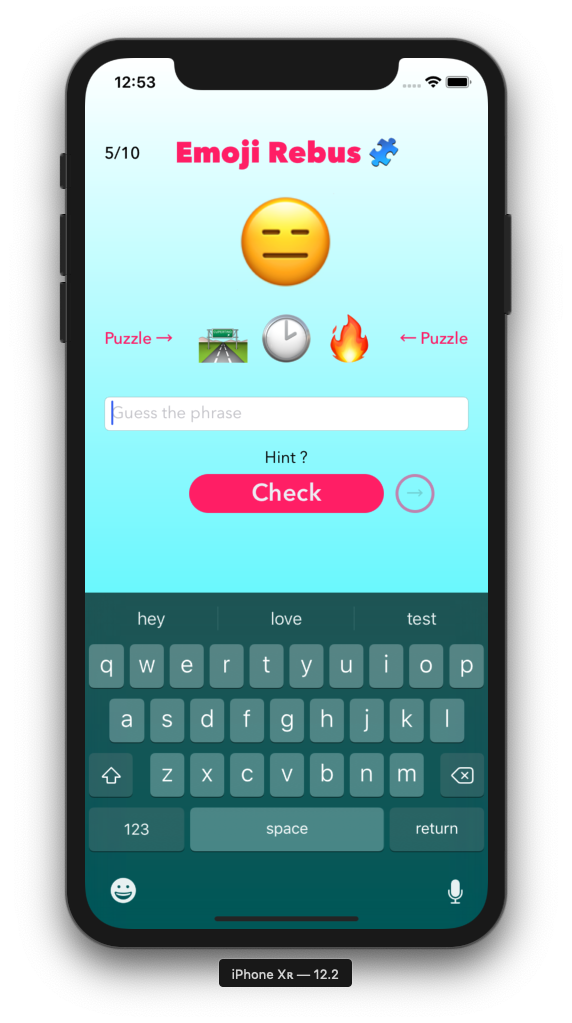 12:53
5/10 Emoji Rebus
Puzzle → ← Puzzle
Guess the phrase
Hint ?
Check →
hey love test
q w e r t y u i o p
a s d f g h j k l
z x c v b n m
123 space return
iPhone Xʀ — 12.2